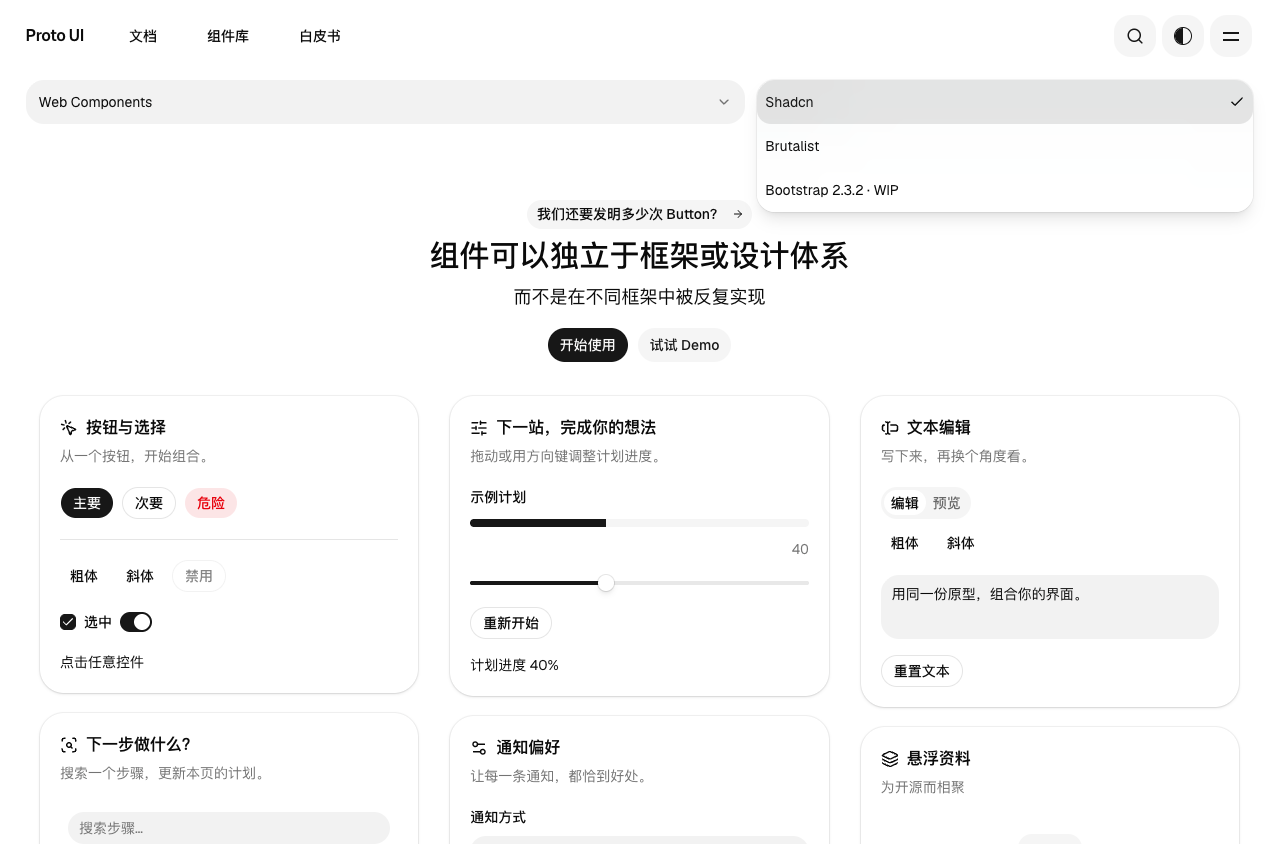 Proto UI
文档
组件库
白皮书
Web Components
Shadcn
Brutalist
Bootstrap 2.3.2 · WIP
我们还要发明多少次 Button?
组件可以独立于框架或设计体系
而不是在不同框架中被反复实现
开始使用
试试 Demo
按钮与选择
从一个按钮，开始组合。
主要
次要
危险
粗体
斜体
禁用
选中
点击任意控件
下一站，完成你的想法
拖动或用方向键调整计划进度。
示例计划
40
重新开始
计划进度 40%
文本编辑
写下来，再换个角度看。
编辑
预览
粗体
斜体
用同一份原型，组合你的界面。
重置文本
下一步做什么？
搜索一个步骤，更新本页的计划。
搜索步骤...
通知偏好
让每一条通知，都恰到好处。
通知方式
悬浮资料
为开源而相聚